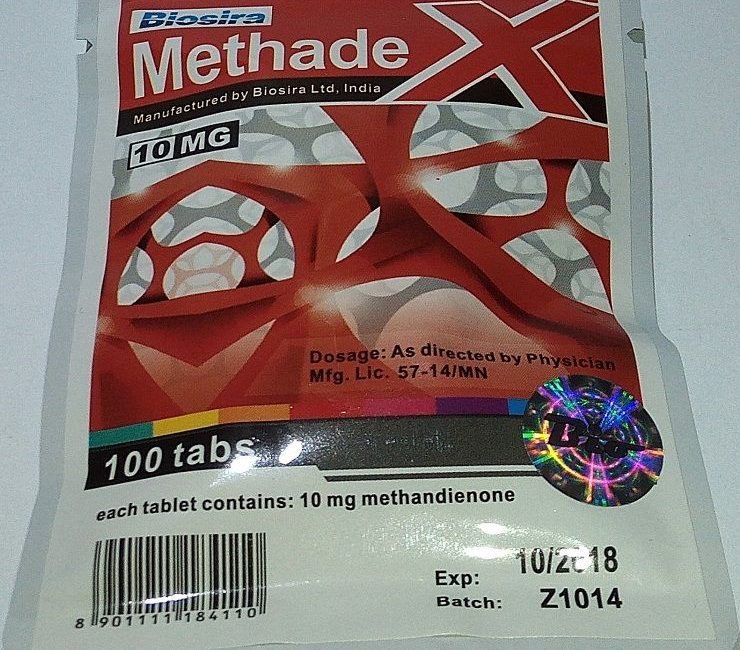 Biosira
Methade X
Manufactured by Biosira Ltd, India
10 MG
Dosage: As directed by Physician
Mfg. Lic. 57-14/MN
100 tabs
each tablet contains: 10 mg methandienone
Exp: 10/2018
Batch: Z1014
8 901111 184110